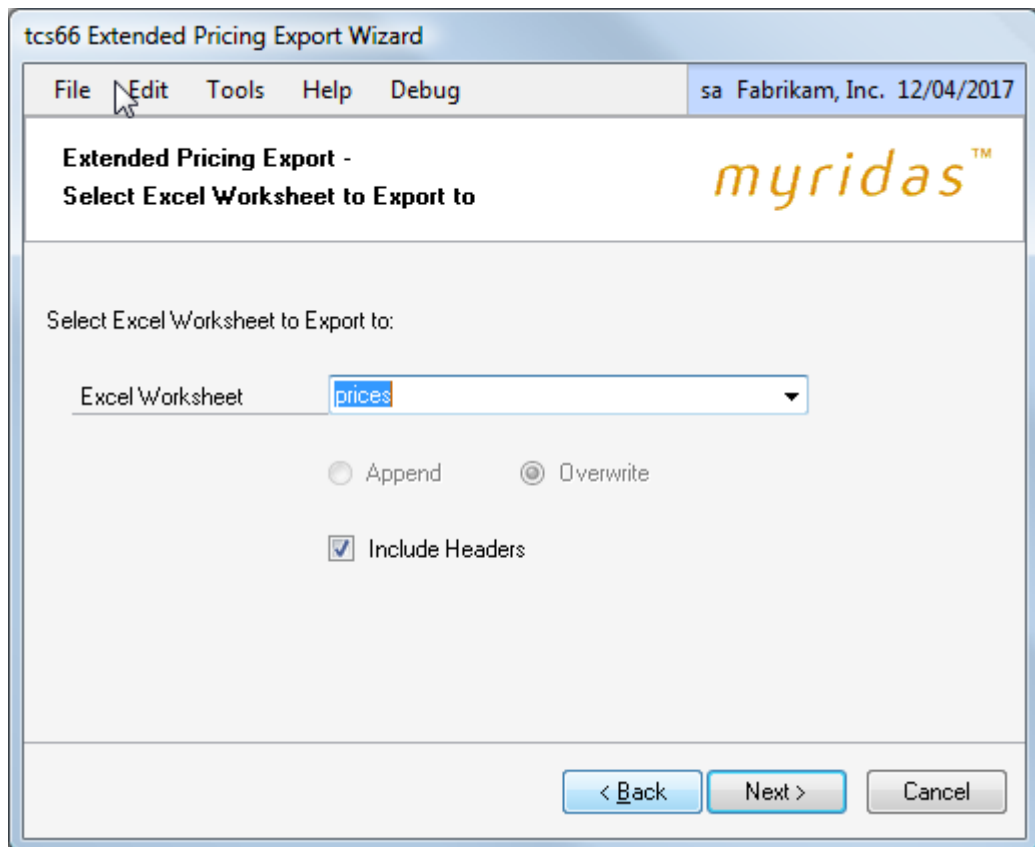 tcs66 Extended Pricing Export Wizard
File Edit Tools Help Debug sa Fabrikam, Inc. 12/04/2017
Extended Pricing Export -
Select Excel Worksheet to Export to
myridas™
Select Excel Worksheet to Export to:
Excel Worksheet prices
Append Overwrite
Include Headers
< Back Next > Cancel